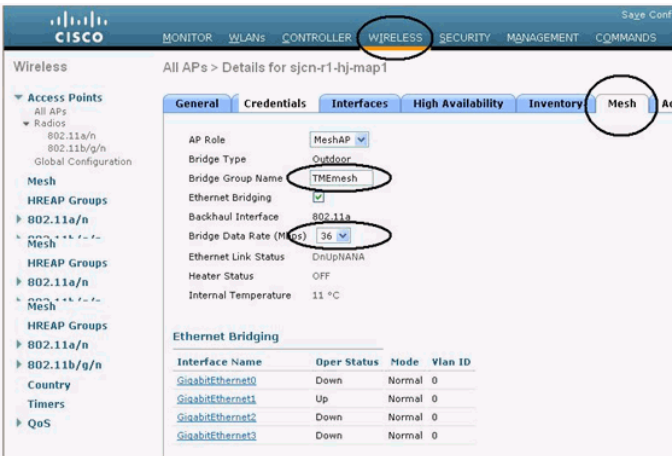 Save Conf
CISCO
MONITOR WLANs CONTROLLER WIRELESS SECURITY MANAGEMENT COMMANDS
Wireless
Access Points
All APs
Radios
802.11a/n
802.11b/g/n
Global Configuration
Mesh
HREAP Groups
802.11a/n
Mesh
HREAP Groups
802.11a/n
Mesh
HREAP Groups
802.11a/n
802.11b/g/n
Country
Timers
QoS
All APs > Details for sjcn-r1-hj-map1
General Credentials Interfaces High Availability Inventory Mesh
AP Role MeshAP
Bridge Type Outdoor
Bridge Group Name TMEmesh
Ethernet Bridging
Backhaul Interface 802.11a
Bridge Data Rate (Mbps) 36
Ethernet Link Status DnUpNANA
Heater Status OFF
Internal Temperature 11 °C
Ethernet Bridging
Interface Name Oper Status Mode Vlan ID
GigabitEthernet0 Down Normal 0
GigabitEthernet1 Up Normal 0
GigabitEthernet2 Down Normal 0
GigabitEthernet3 Down Normal 0